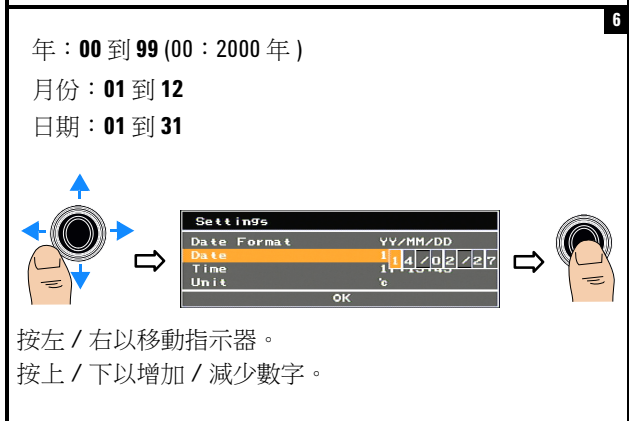 6
年：00 到 99 (00：2000 年 )
月份：01 到 12
日期：01 到 31
Settings
Date Format YY/MM/DD
Date 14/02/27
Time
Unit °c
OK
按左 / 右以移動指示器。
按上 / 下以增加 / 減少數字。